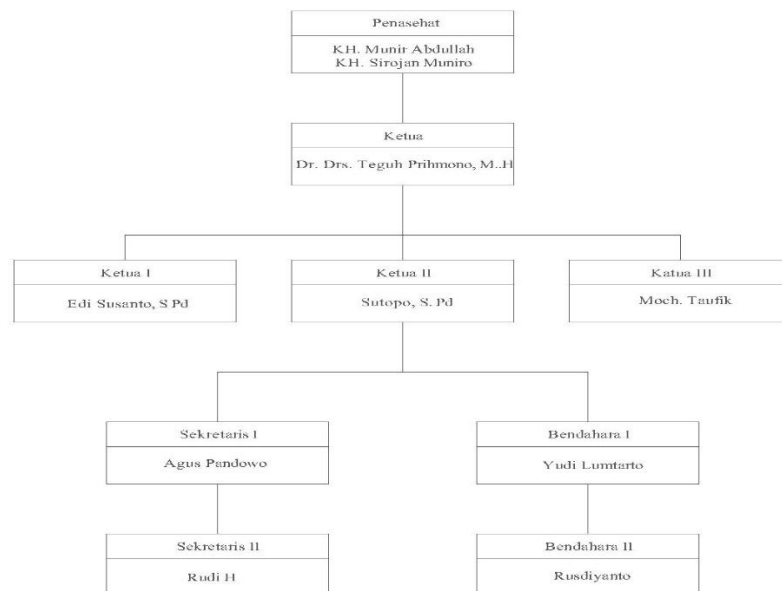 Penasehat
KH. Munir Abdullah
KH. Sirojan Muniro
Ketua
Dr. Drs. Teguh Prihmono, M..H
Ketua I
Edi Susanto, S Pd
Ketua II
Sutopo, S. Pd
Katua III
Moch. Taufik
Sekretaris I
Agus Pandowo
Bendahara I
Yudi Lumtarto
Sekretaris II
Rudi H
Bendahara II
Rusdiyanto